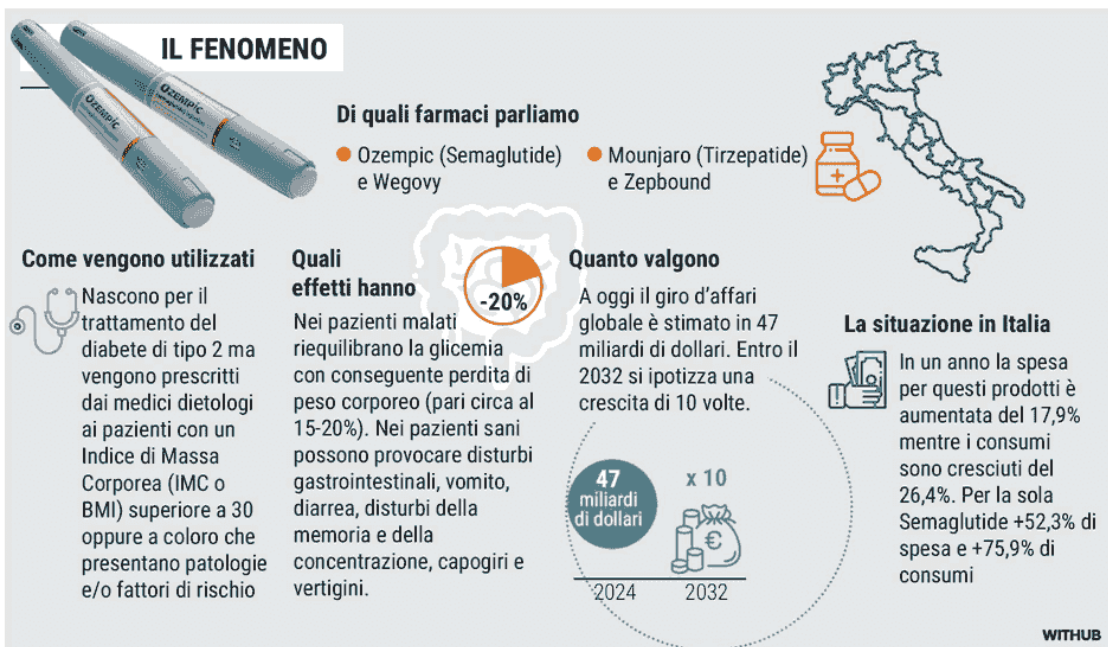 IL FENOMENO
OZEMPIC
OZEMPIC
Di quali farmaci parliamo
Ozempic (Semaglutide)
e Wegovy
Mounjaro (Tirzepatide)
e Zepbound
Come vengono utilizzati
Nascono per il
trattamento del
diabete di tipo 2 ma
vengono prescritti
dai medici dietologi
ai pazienti con un
Indice di Massa
Corporea (IMC o
BMI) superiore a 30
oppure a coloro che
presentano patologie
e/o fattori di rischio
Quali
effetti hanno
-20%
Nei pazienti malati
riequilibrano la glicemia
con conseguente perdita di
peso corporeo (pari circa al
15-20%). Nei pazienti sani
possono provocare disturbi
gastrointestinali, vomito,
diarrea, disturbi della
memoria e della
concentrazione, capogiri e
vertigini.
Quanto valgono
A oggi il giro d'affari
globale è stimato in 47
miliardi di dollari. Entro il
2032 si ipotizza una
crescita di 10 volte.
47
miliardi
di dollari
x 10
€
2024
2032
La situazione in Italia
In un anno la spesa
per questi prodotti è
aumentata del 17,9%
mentre i consumi
sono cresciuti del
26,4%. Per la sola
Semaglutide +52,3% di
spesa e +75,9% di
consumi
WITHUB